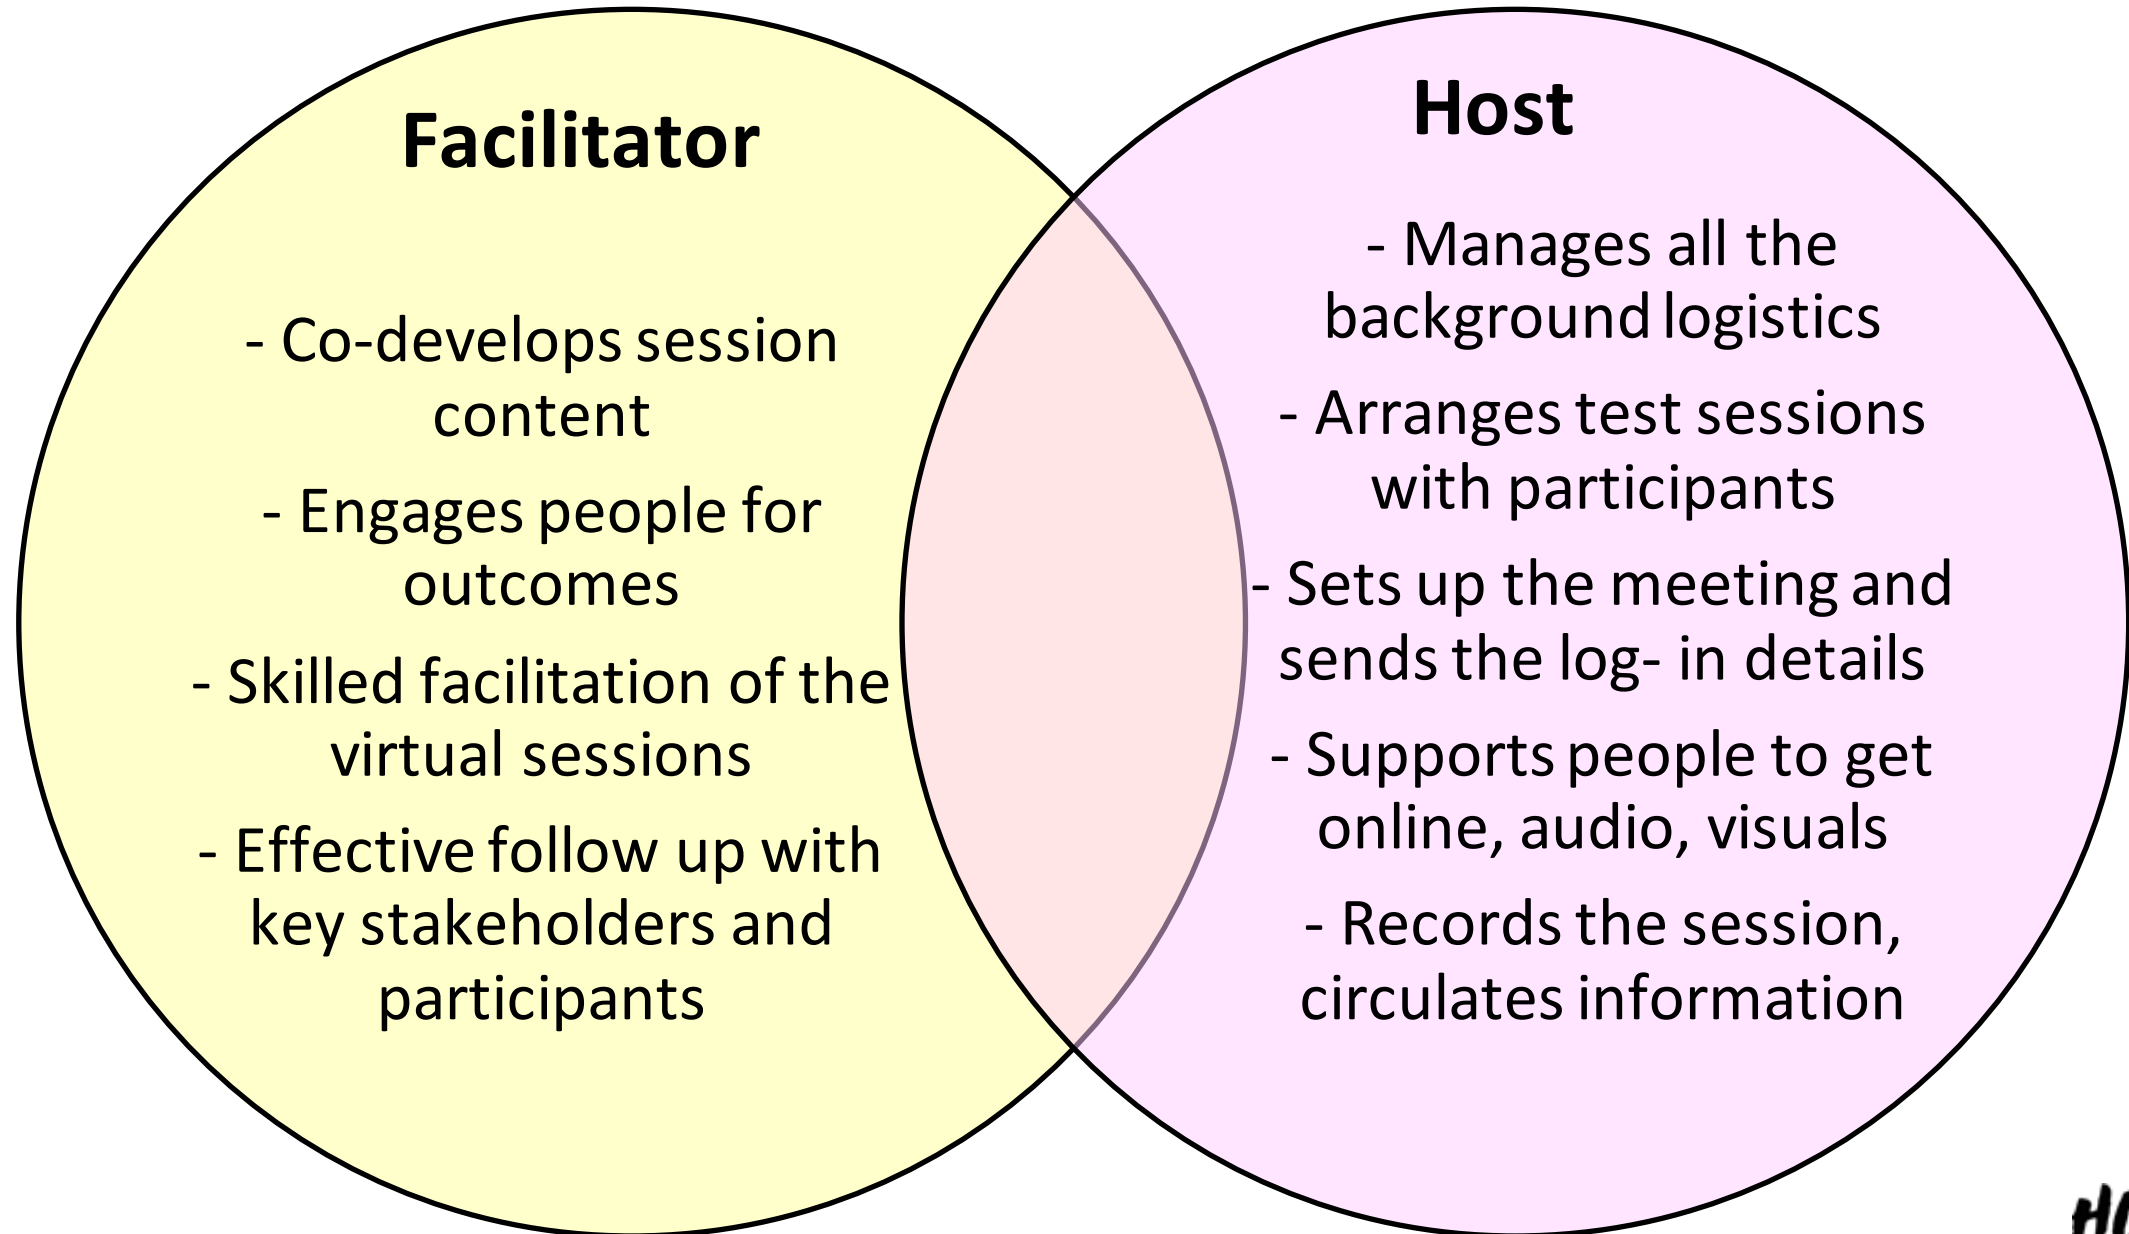 Facilitator
- Co-develops session
content
- Engages people for
outcomes
- Skilled facilitation of the
virtual sessions
- Effective follow up with
key stakeholders and
participants
Host
- Manages all the
background logistics
- Arranges test sessions
with participants
- Sets up the meeting and
sends the log- in details
- Supports people to get
online, audio, visuals
- Records the session,
circulates information